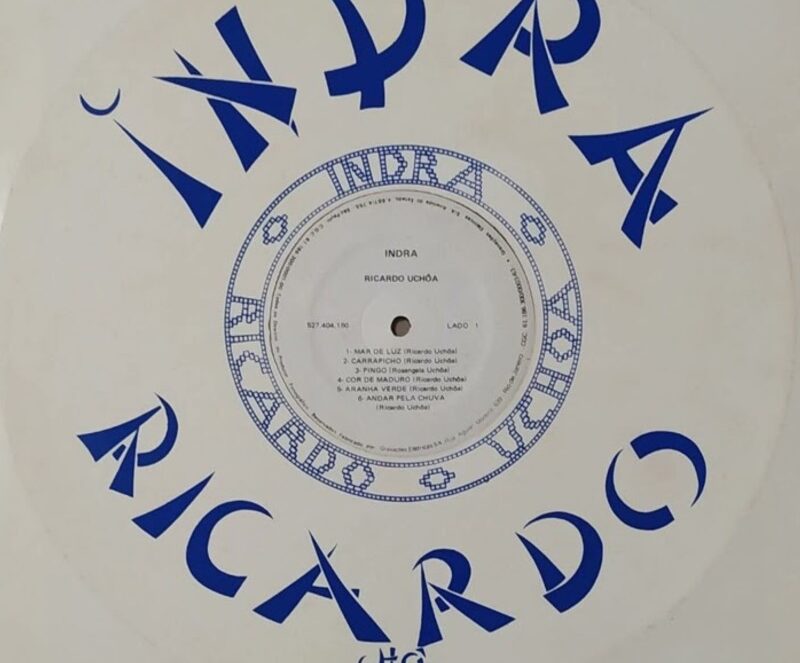 INDRA
INDRA
RICARDO
UCHÔA
INDRA
RICARDO UCHÔA
527.404.150
LADO 1
1- MAR DE LUZ (Ricardo Uchôa)
2- CARRAPICHO (Ricardo Uchôa)
3- PINGO (Rosangela Uchôa)
4- COR DE MADURO (Ricardo Uchôa)
5- ARANHA VERDE (Ricardo Uchôa)
6- ANDAR PELA CHUVA
(Ricardo Uchôa)
RICARDO